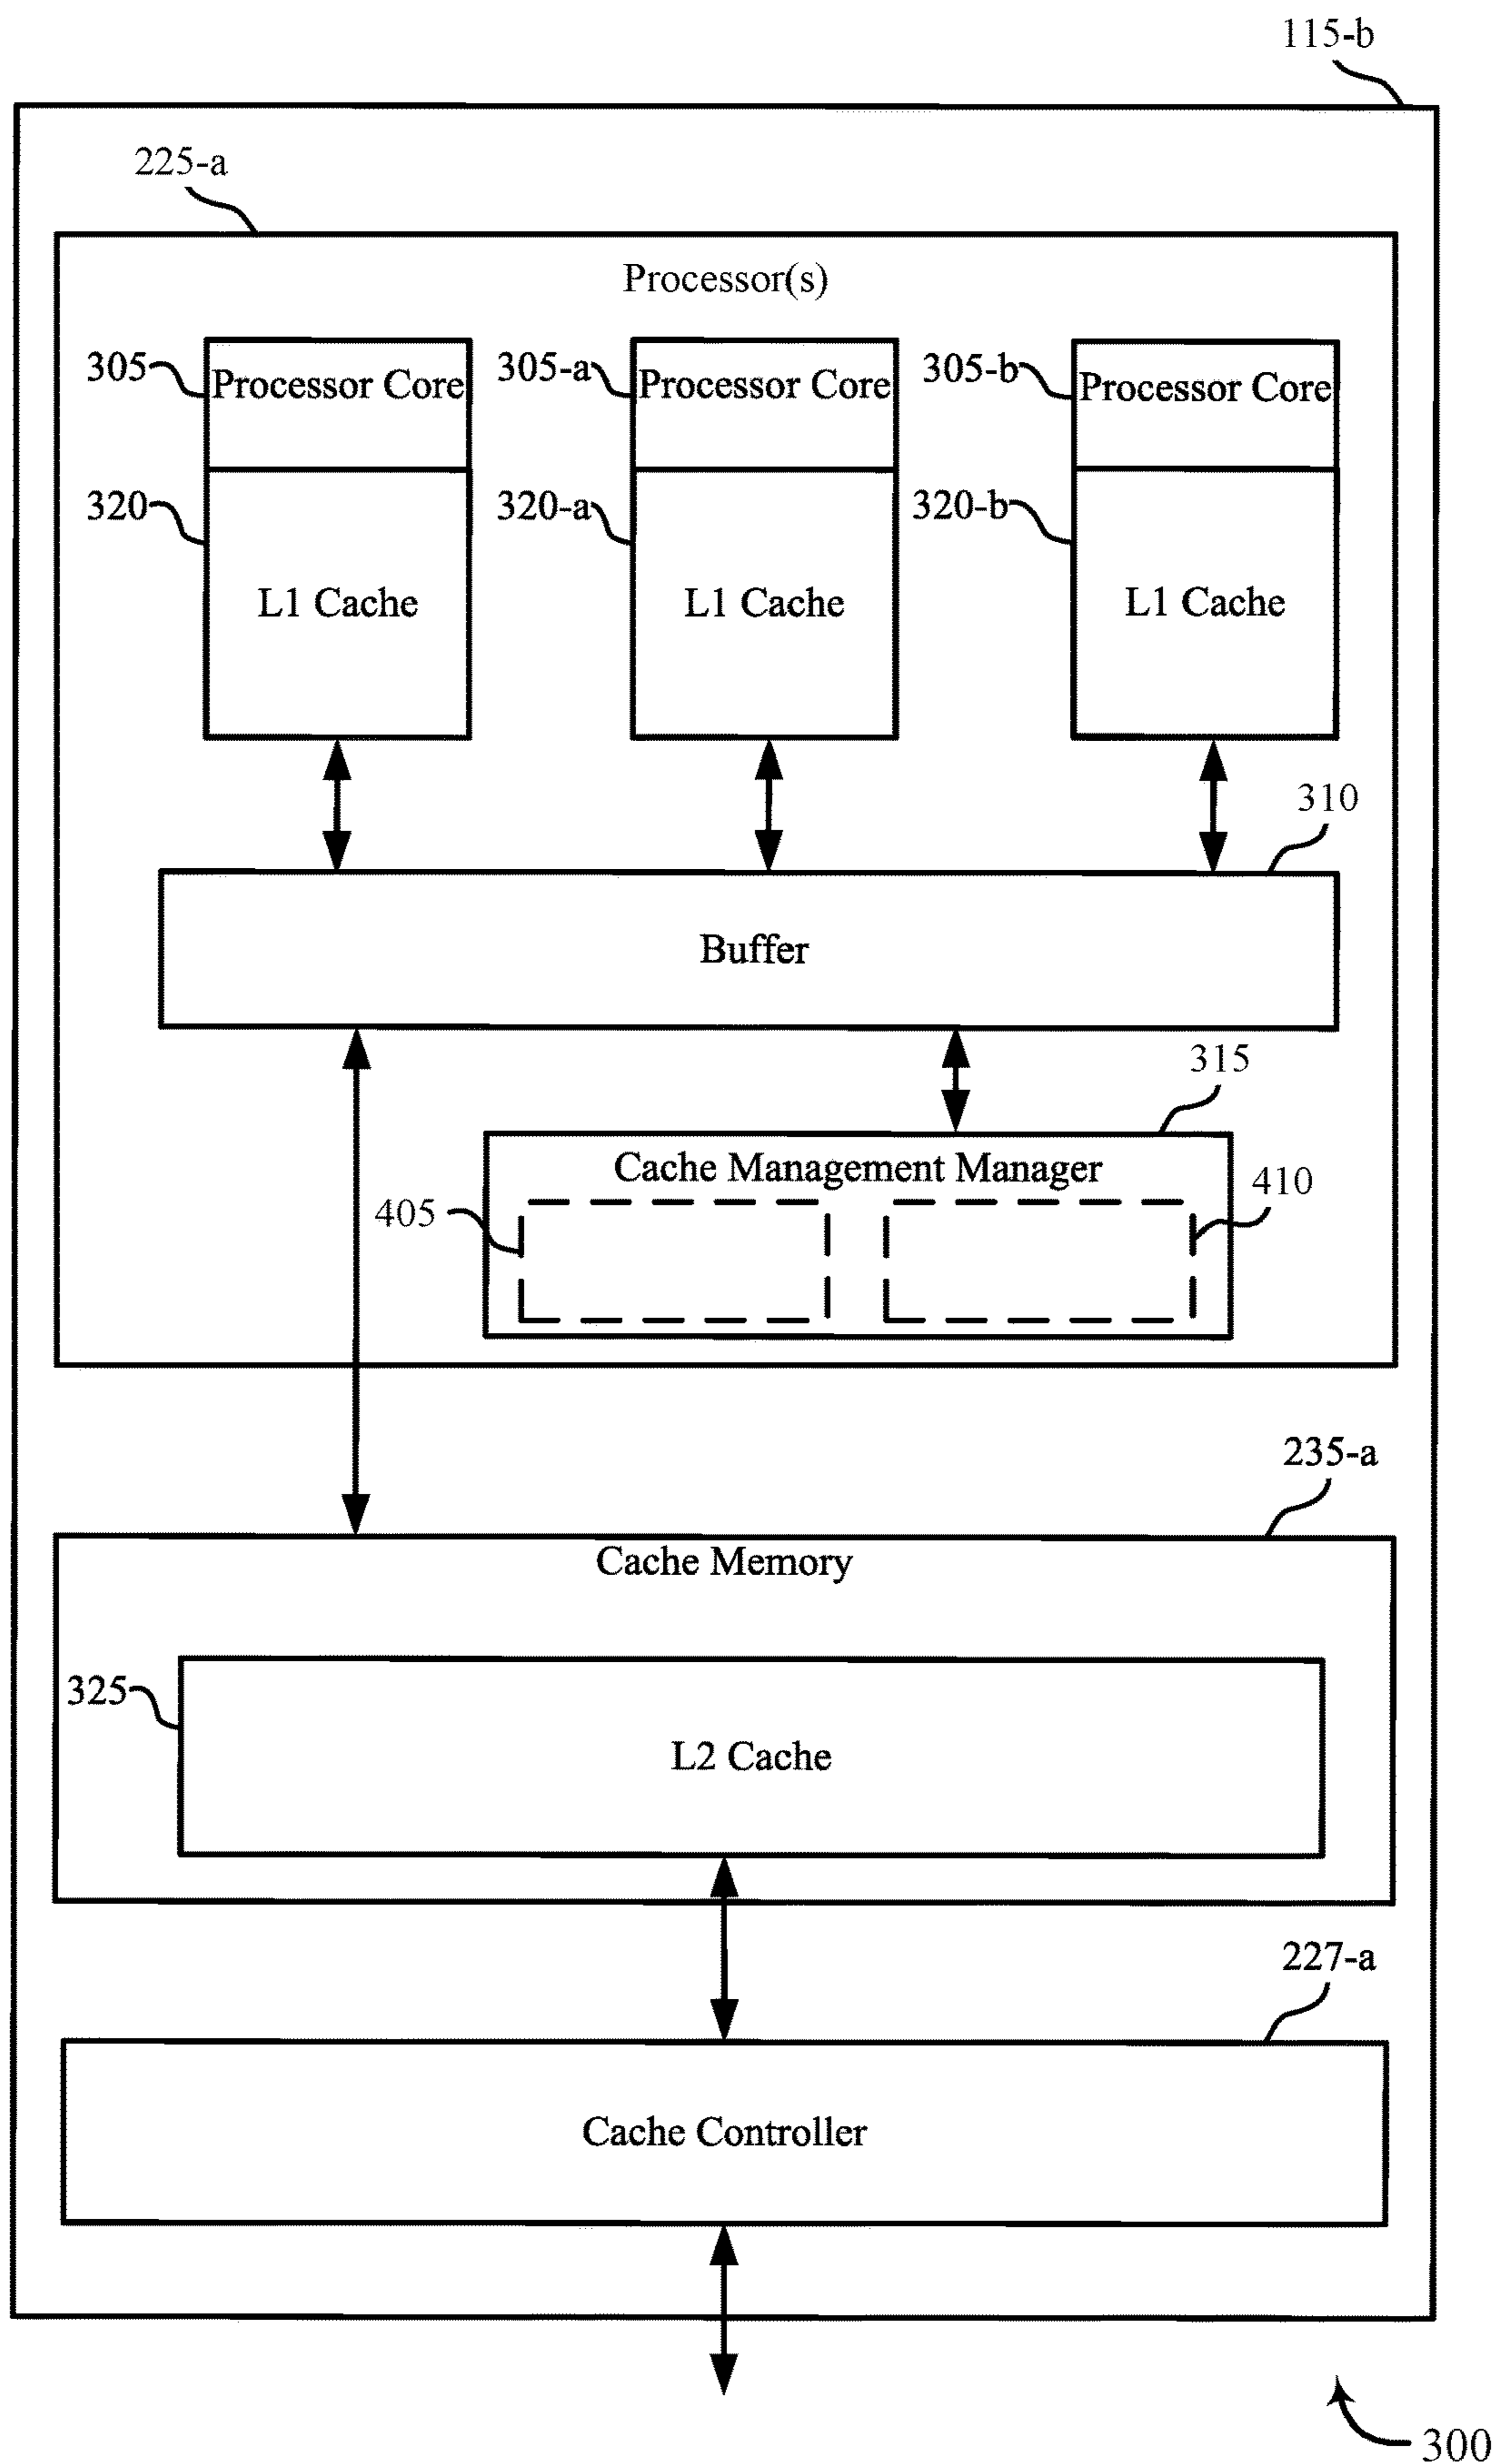 115-b
225-a
Processor(s)
305
Processor Core
305-a
Processor Core
305-b
Processor Core
320
L1 Cache
320-a
L1 Cache
320-b
L1 Cache
310
Buffer
315
Cache Management Manager
405
410
235-a
Cache Memory
325
L2 Cache
227-a
Cache Controller
300